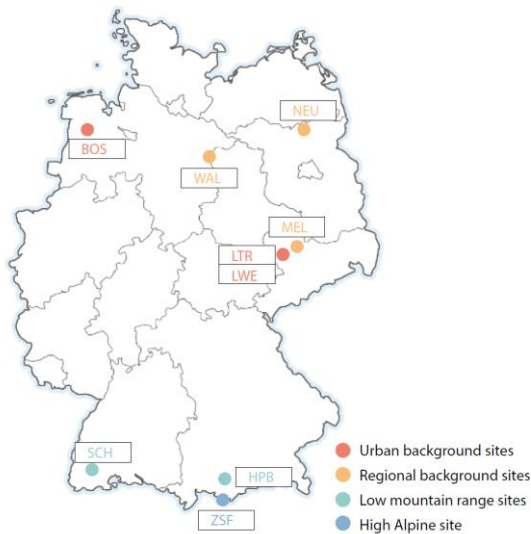 NEU
BOS
WAL
MEL
LTR
LWE
SCH
HPB
ZSF
Urban background sites
Regional background sites
Low mountain range sites
High Alpine site